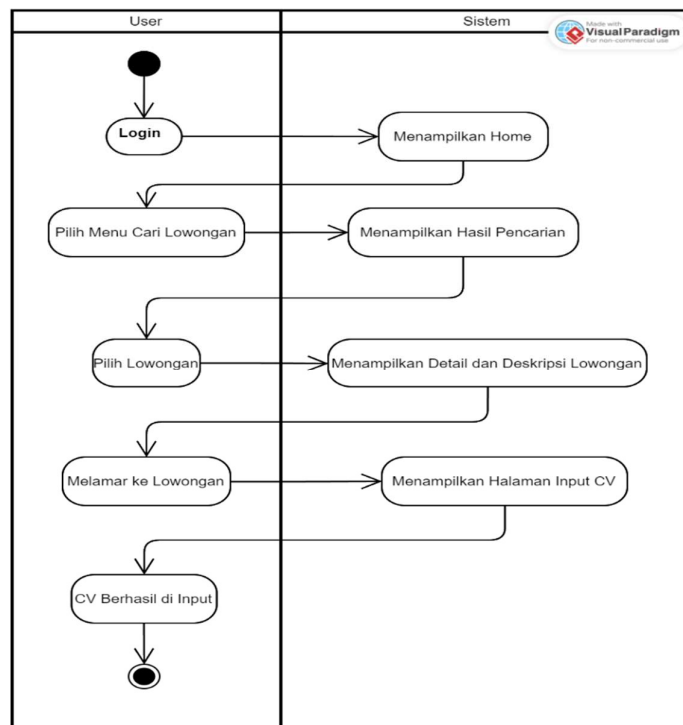 User
Sistem
Made with
Visual Paradigm
For non-commercial use
Login
Menampilkan Home
Pilih Menu Cari Lowongan
Menampilkan Hasil Pencarian
Pilih Lowongan
Menampilkan Detail dan Deskripsi Lowongan
Melamar ke Lowongan
Menampilkan Halaman Input CV
CV Berhasil di Input